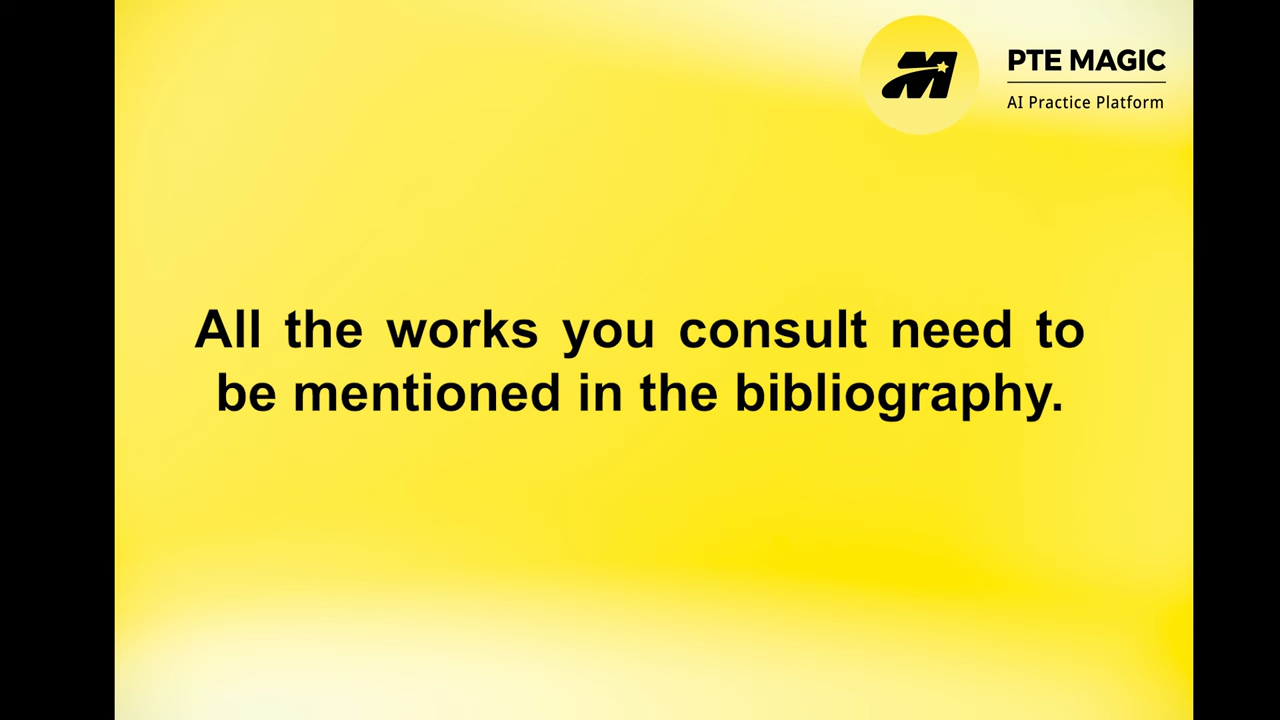 PTE MAGIC
AI Practice Platform
All the works you consult need to
be mentioned in the bibliography.